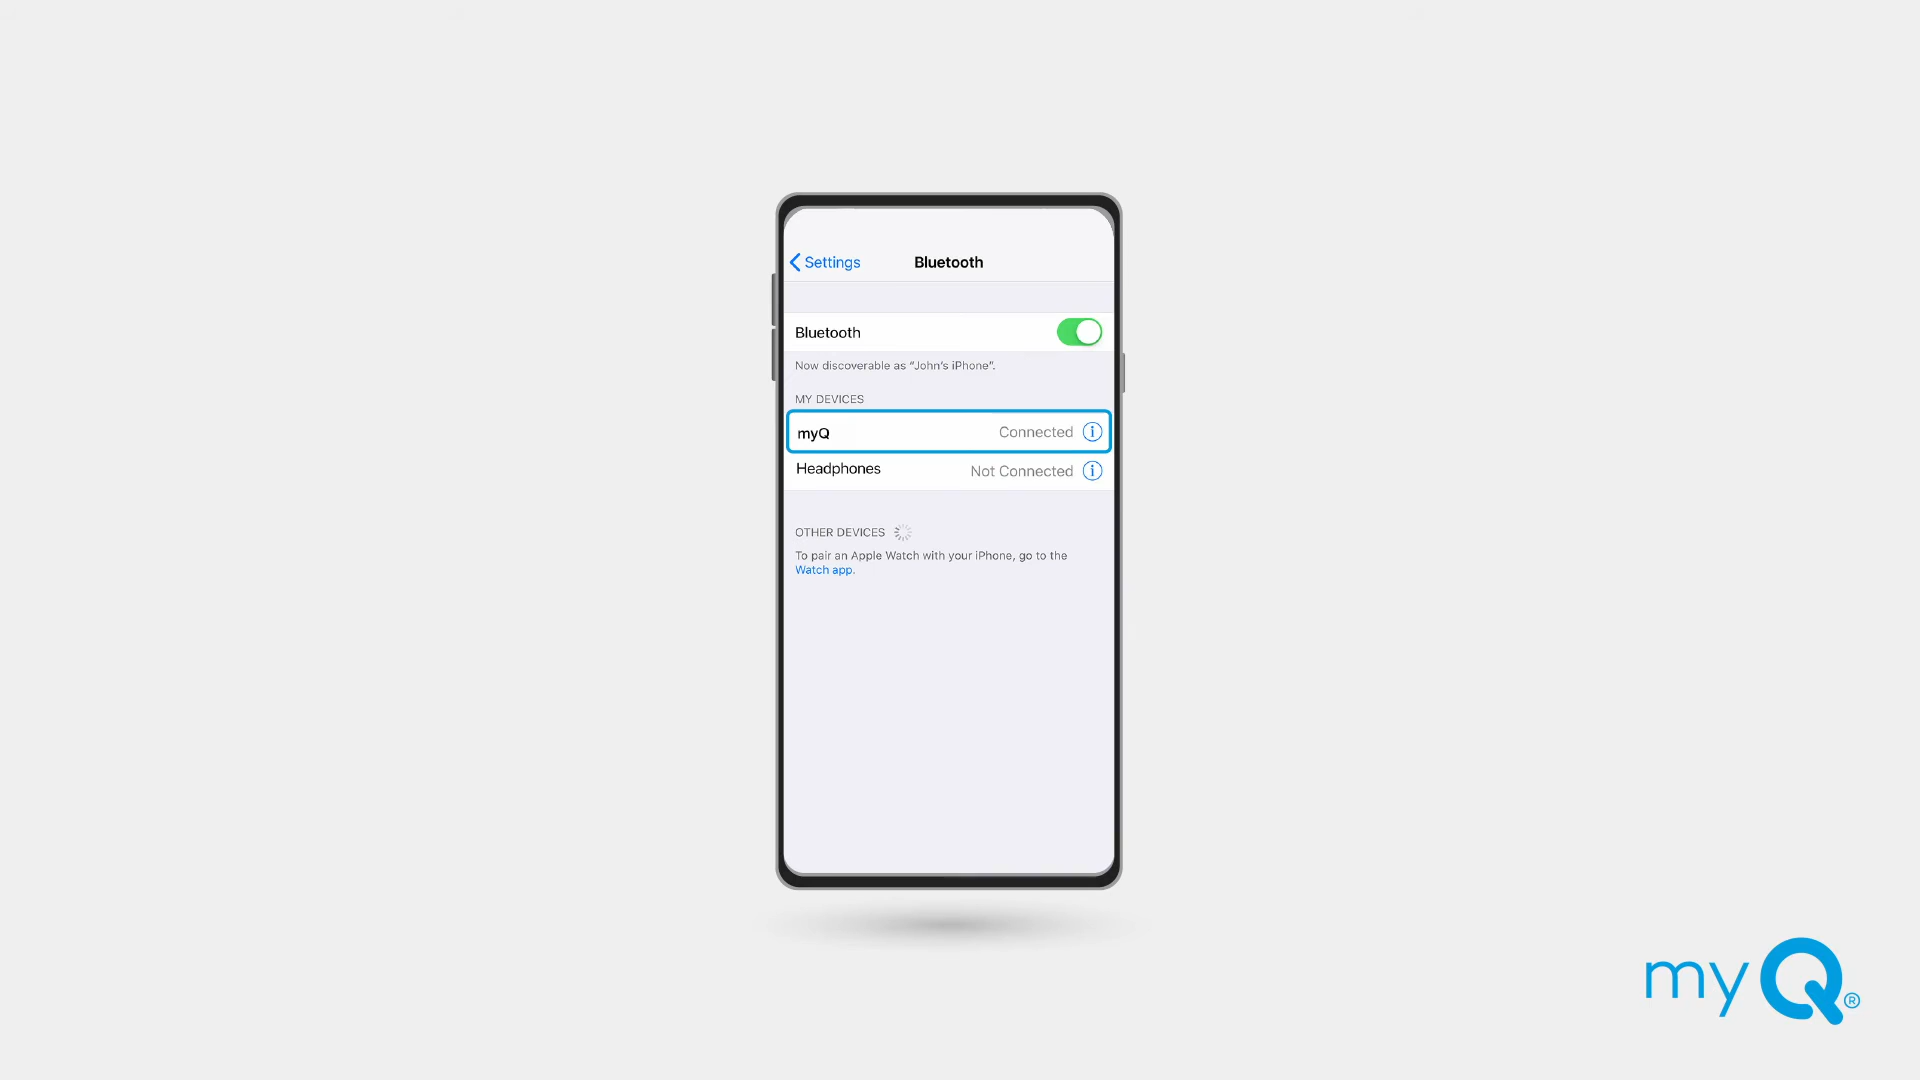 Settings
Bluetooth
Bluetooth
Now discoverable as “John’s iPhone”.
MY DEVICES
myQ Connected
Headphones Not Connected
OTHER DEVICES
To pair an Apple Watch with your iPhone, go to the
Watch app.
myQ®